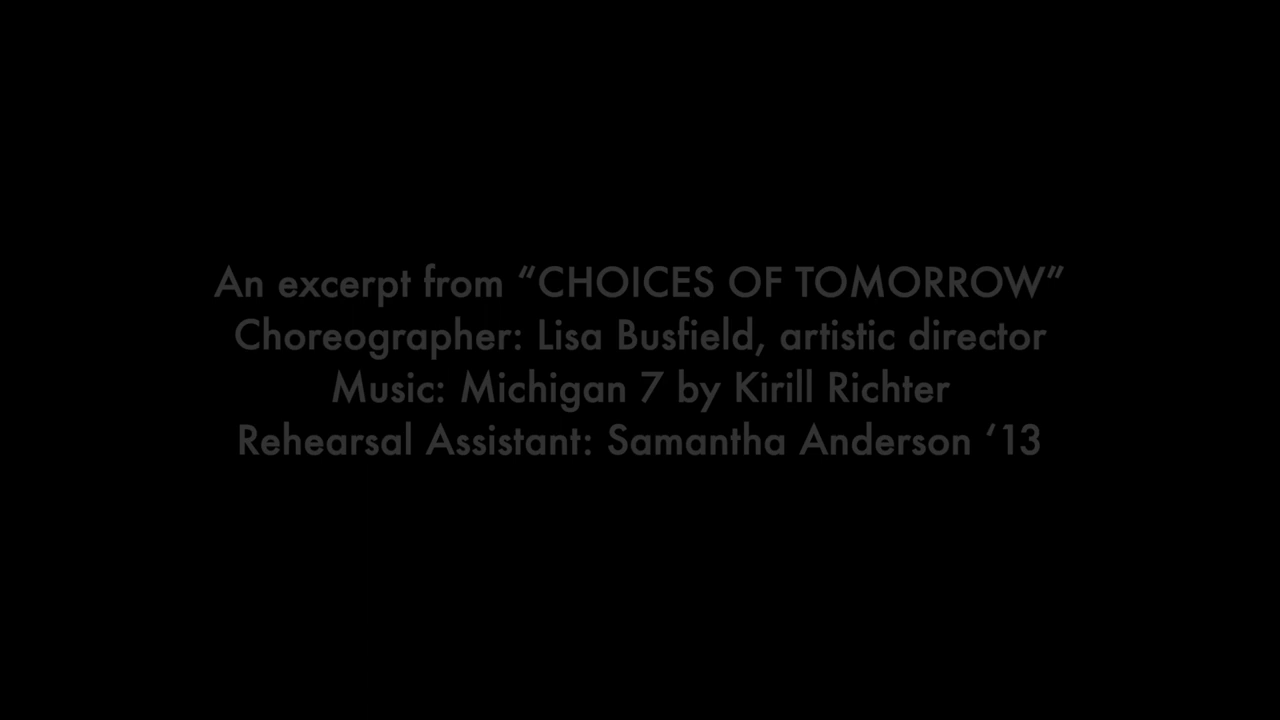 An excerpt from “CHOICES OF TOMORROW”
Choreographer: Lisa Busfield, artistic director
Music: Michigan 7 by Kirill Richter
Rehearsal Assistant: Samantha Anderson ‘13